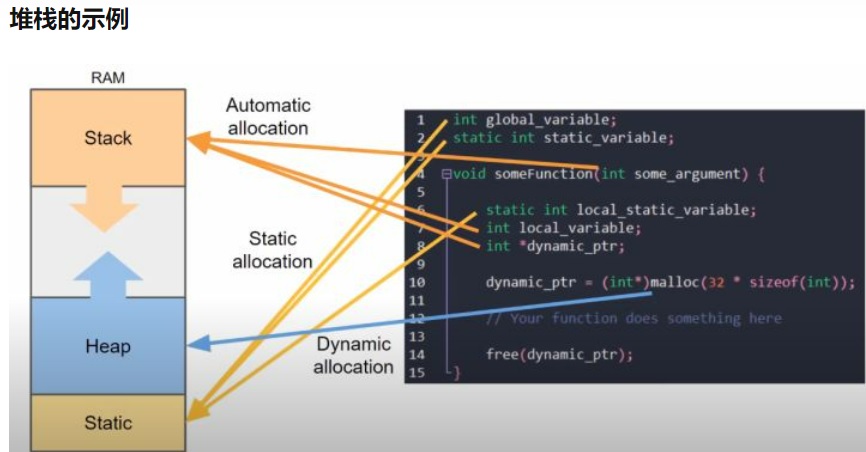 堆栈的示例
RAM
Stack
Heap
Static
Automatic
allocation
Static
allocation
Dynamic
allocation
1 int global_variable;
2 static int static_variable;
3
4 void someFunction(int some_argument) {
5
6 static int local_static_variable;
7 int local_variable;
8 int *dynamic_ptr;
9
10 dynamic_ptr = (int*)malloc(32 * sizeof(int));
11
12 // Your function does something here
13
14 free(dynamic_ptr);
15 }